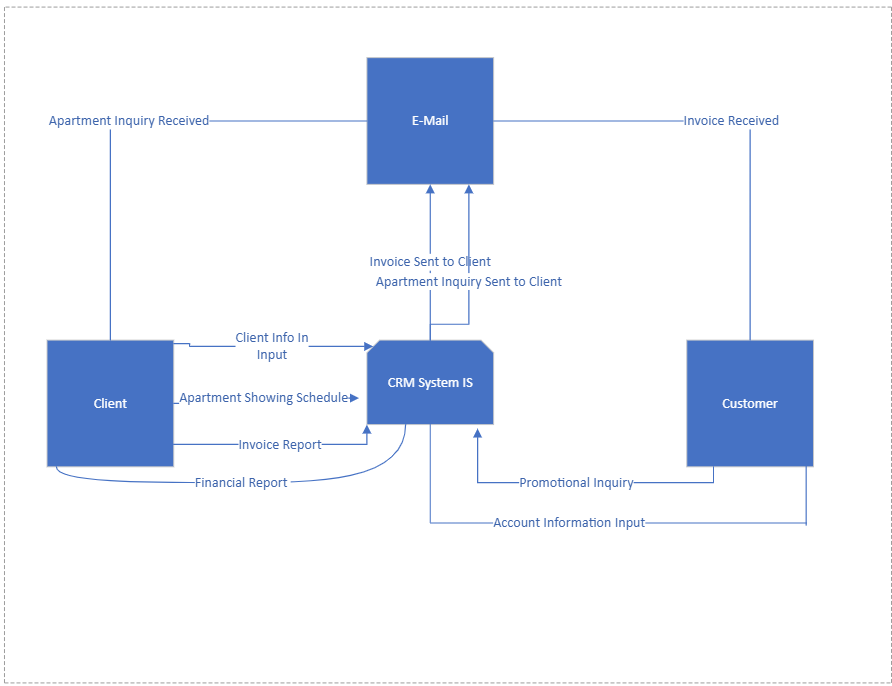 E-Mail
Apartment Inquiry Received
Invoice Received
Invoice Sent to Client
Apartment Inquiry Sent to Client
Client Info In
Input
CRM System IS
Client
Apartment Showing Schedule
Customer
Invoice Report
Financial Report
Promotional Inquiry
Account Information Input